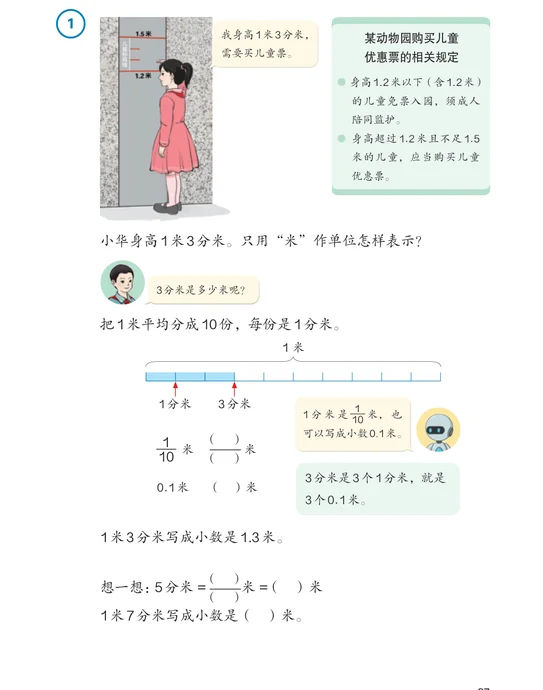 1
1.5米
1.2米
我身高1米3分米,
需要买儿童票。
某动物园购买儿童
优惠票的相关规定
身高1.2米以下(含1.2米)
的儿童免票入园,须成人
陪同监护。
身高超过1.2米且不足1.5
米的儿童,应当购买儿童
优惠票。
小华身高1米3分米。只用“米”作单位怎样表示?
3分米是多少米呢?
把1米平均分成10份,每份是1分米。
1米
1分米 3分米
1/10 米 ( )/( ) 米
0.1米 ( )米
1分米是1/10米,也
可以写成小数0.1米。
3分米是3个1分米,就是
3个0.1米。
1米3分米写成小数是1.3米。
想一想:5分米=( )/( )米=( )米
1米7分米写成小数是( )米。